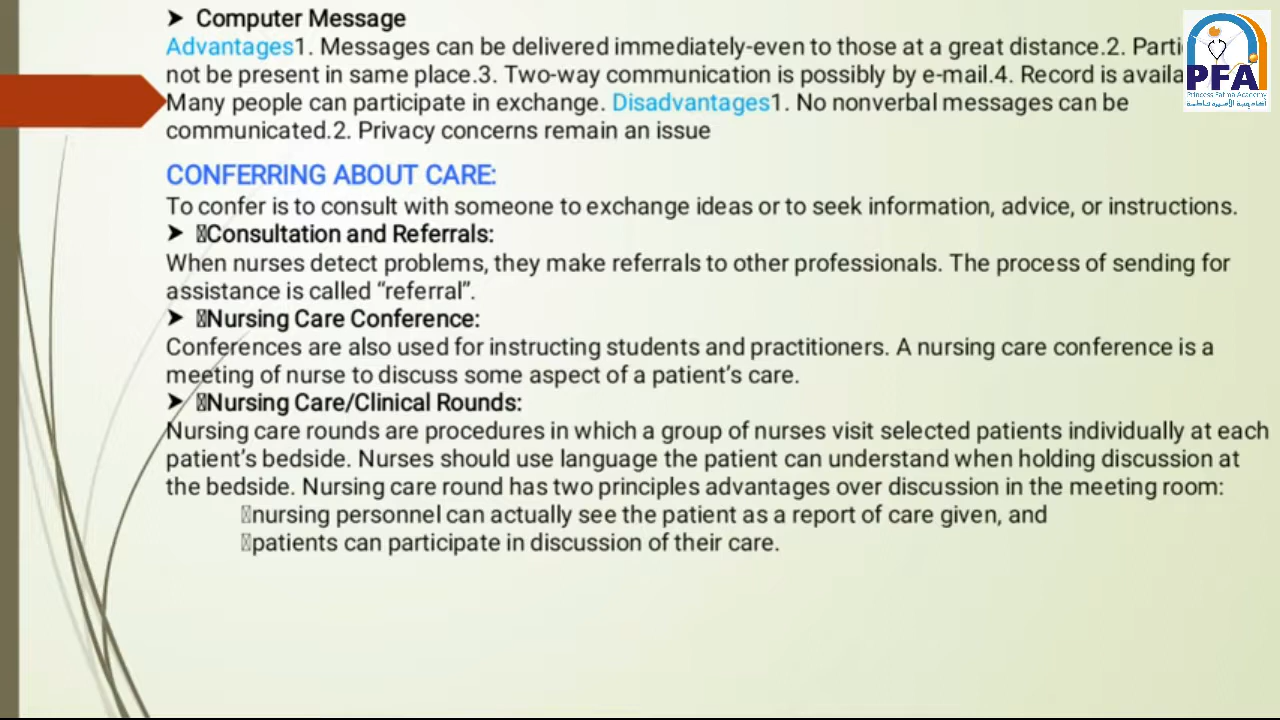 ➤ Computer Message
Advantages1. Messages can be delivered immediately-even to those at a great distance.2.
not be present in same place.3. Two-way communication is possibly by e-mail.4. Record is
Many people can participate in exchange. Disadvantages1. No nonverbal messages can be
communicated.2. Privacy concerns remain an issue
CONFERRING ABOUT CARE:
To confer is to consult with someone to exchange ideas or to seek information, advice, or instructions.
➤ Consultation and Referrals:
When nurses detect problems, they make referrals to other professionals. The process of sending for
assistance is called “referral”.
➤ Nursing Care Conference:
Conferences are also used for instructing students and practitioners. A nursing care conference is a
meeting of nurse to discuss some aspect of a patient’s care.
➤ Nursing Care/Clinical Rounds:
Nursing care rounds are procedures in which a group of nurses visit selected patients individually at each
patient’s bedside. Nurses should use language the patient can understand when holding discussion at
the bedside. Nursing care round has two principles advantages over discussion in the meeting room:
nursing personnel can actually see the patient as a report of care given, and
patients can participate in discussion of their care.
PFA
Princess Fatma Academy
أكاديمية الأميرة فاطمة